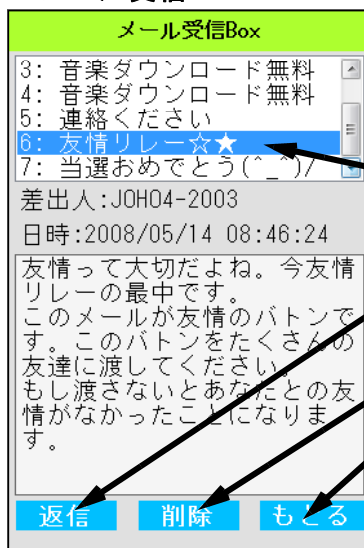 メール受信Box
3: 音楽ダウンロード無料
4: 音楽ダウンロード無料
5: 連絡ください
6: 友情リレー☆★
7: 当選おめでとう(^_^)/
差出人:JOHO4-2003
日時:2008/05/14 08:46:24
友情って大切だよね。今友情
リレーの最中です。
このメールが友情のバトンで
す。このバトンをたくさんの
友達に渡してください。
もし渡さないとあなたとの友
情がなかったことになりま
す。
返信 削除 もどる